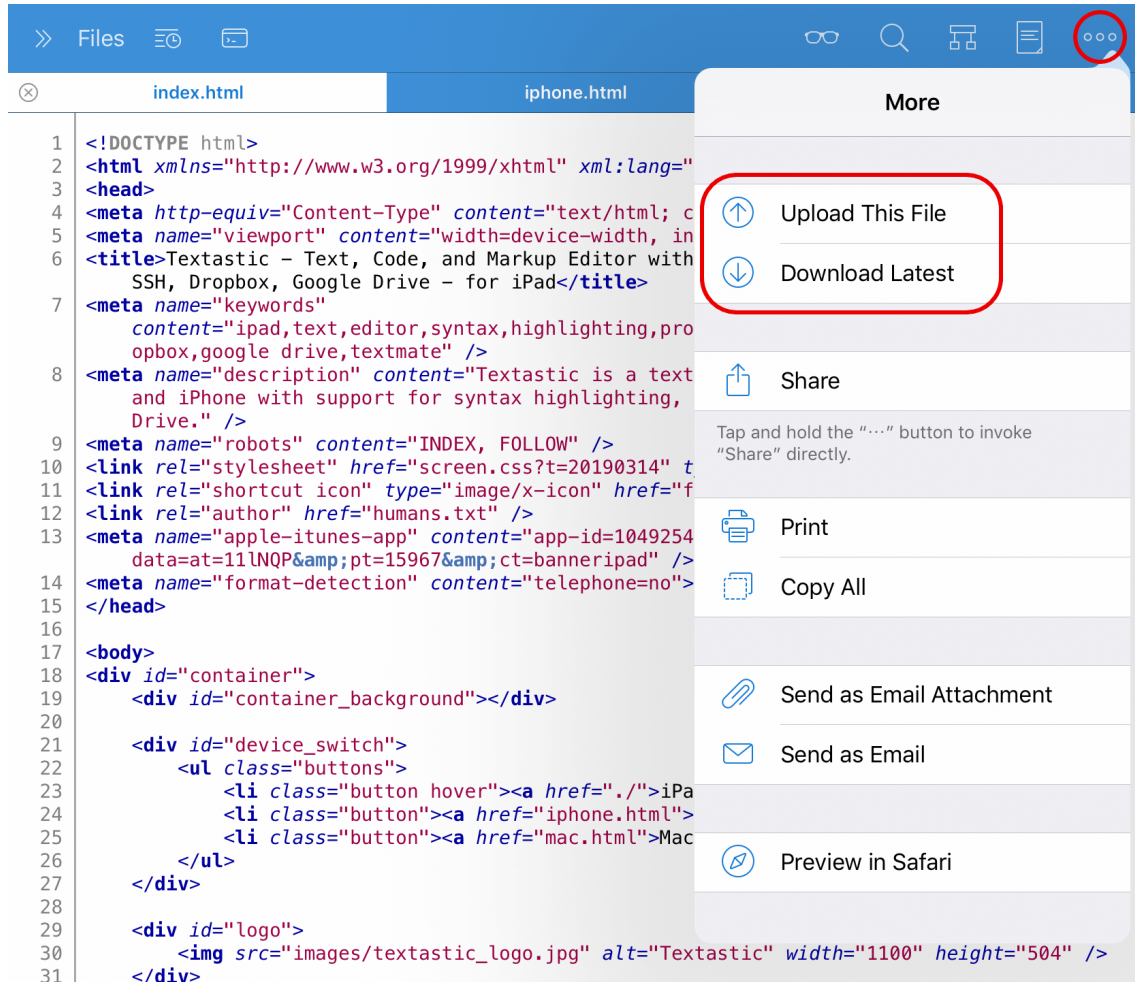 Files
index.html
iphone.html
More
Upload This File
Download Latest
Share
Tap and hold the “···” button to invoke
“Share” directly.
Print
Copy All
Send as Email Attachment
Send as Email
Preview in Safari
1 <!DOCTYPE html>
2 <html xmlns="http://www.w3.org/1999/xhtml" xml:lang="
3 <head>
4 <meta http-equiv="Content-Type" content="text/html; c
5 <meta name="viewport" content="width=device-width, in
6 <title>Textastic – Text, Code, and Markup Editor with
SSH, Dropbox, Google Drive – for iPad</title>
7 <meta name="keywords"
content="ipad,text,editor,syntax,highlighting,pro
opbox,google drive,textmate" />
8 <meta name="description" content="Textastic is a text
and iPhone with support for syntax highlighting,
Drive." />
9 <meta name="robots" content="INDEX, FOLLOW" />
10 <link rel="stylesheet" href="screen.css?t=20190314"
11 <link rel="shortcut icon" type="image/x-icon" href="f
12 <link rel="author" href="humans.txt" />
13 <meta name="apple-itunes-app" content="app-id=1049254
data=at=11lNQP&amp;pt=15967&amp;ct=banneripad" />
14 <meta name="format-detection" content="telephone=no">
15 </head>
16
17 <body>
18 <div id="container">
19 <div id="container_background"></div>
20
21 <div id="device_switch">
22 <ul class="buttons">
23 <li class="button hover"><a href="./">iPa
24 <li class="button"><a href="iphone.html">
25 <li class="button"><a href="mac.html">Mac
26 </ul>
27 </div>
28
29 <div id="logo">
30 <img src="images/textastic_logo.jpg" alt="Textastic" width="1100" height="504" />
31 </div>